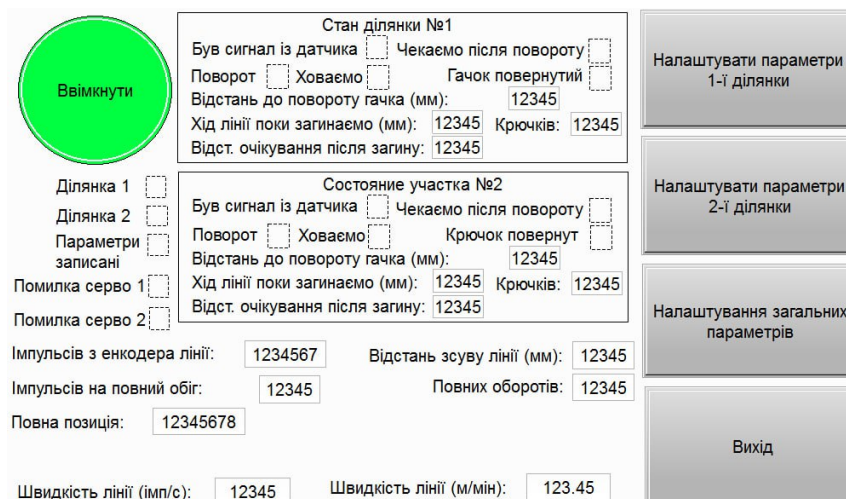 Ввімкнути
Стан ділянки №1
Був сигнал із датчика Чекаємо після повороту
Поворот Ховаємо Гачок повернутий
Відстань до повороту гачка (мм): 12345
Хід лінії поки загинаємо (мм): 12345 Крючків: 12345
Відст. очікування після загину: 12345
Ділянка 1
Ділянка 2
Параметри
записані
Помилка серво 1
Помилка серво 2
Состояние участка №2
Був сигнал із датчика Чекаємо після повороту
Поворот Ховаємо Крючок повернут
Відстань до повороту гачка (мм): 12345
Хід лінії поки загинаємо (мм): 12345 Крючків: 12345
Відст. очікування після загину: 12345
Імпульсів з енкодера лінії: 1234567 Відстань зсуву лінії (мм): 12345
Імпульсів на повний обіг: 12345 Повних оборотів: 12345
Повна позиція: 12345678
Швидкість лінії (імп/с): 12345 Швидкість лінії (м/мін): 123.45
Налаштувати параметри
1-ї ділянки
Налаштувати параметри
2-ї ділянки
Налаштування загальних
параметрів
Вихід